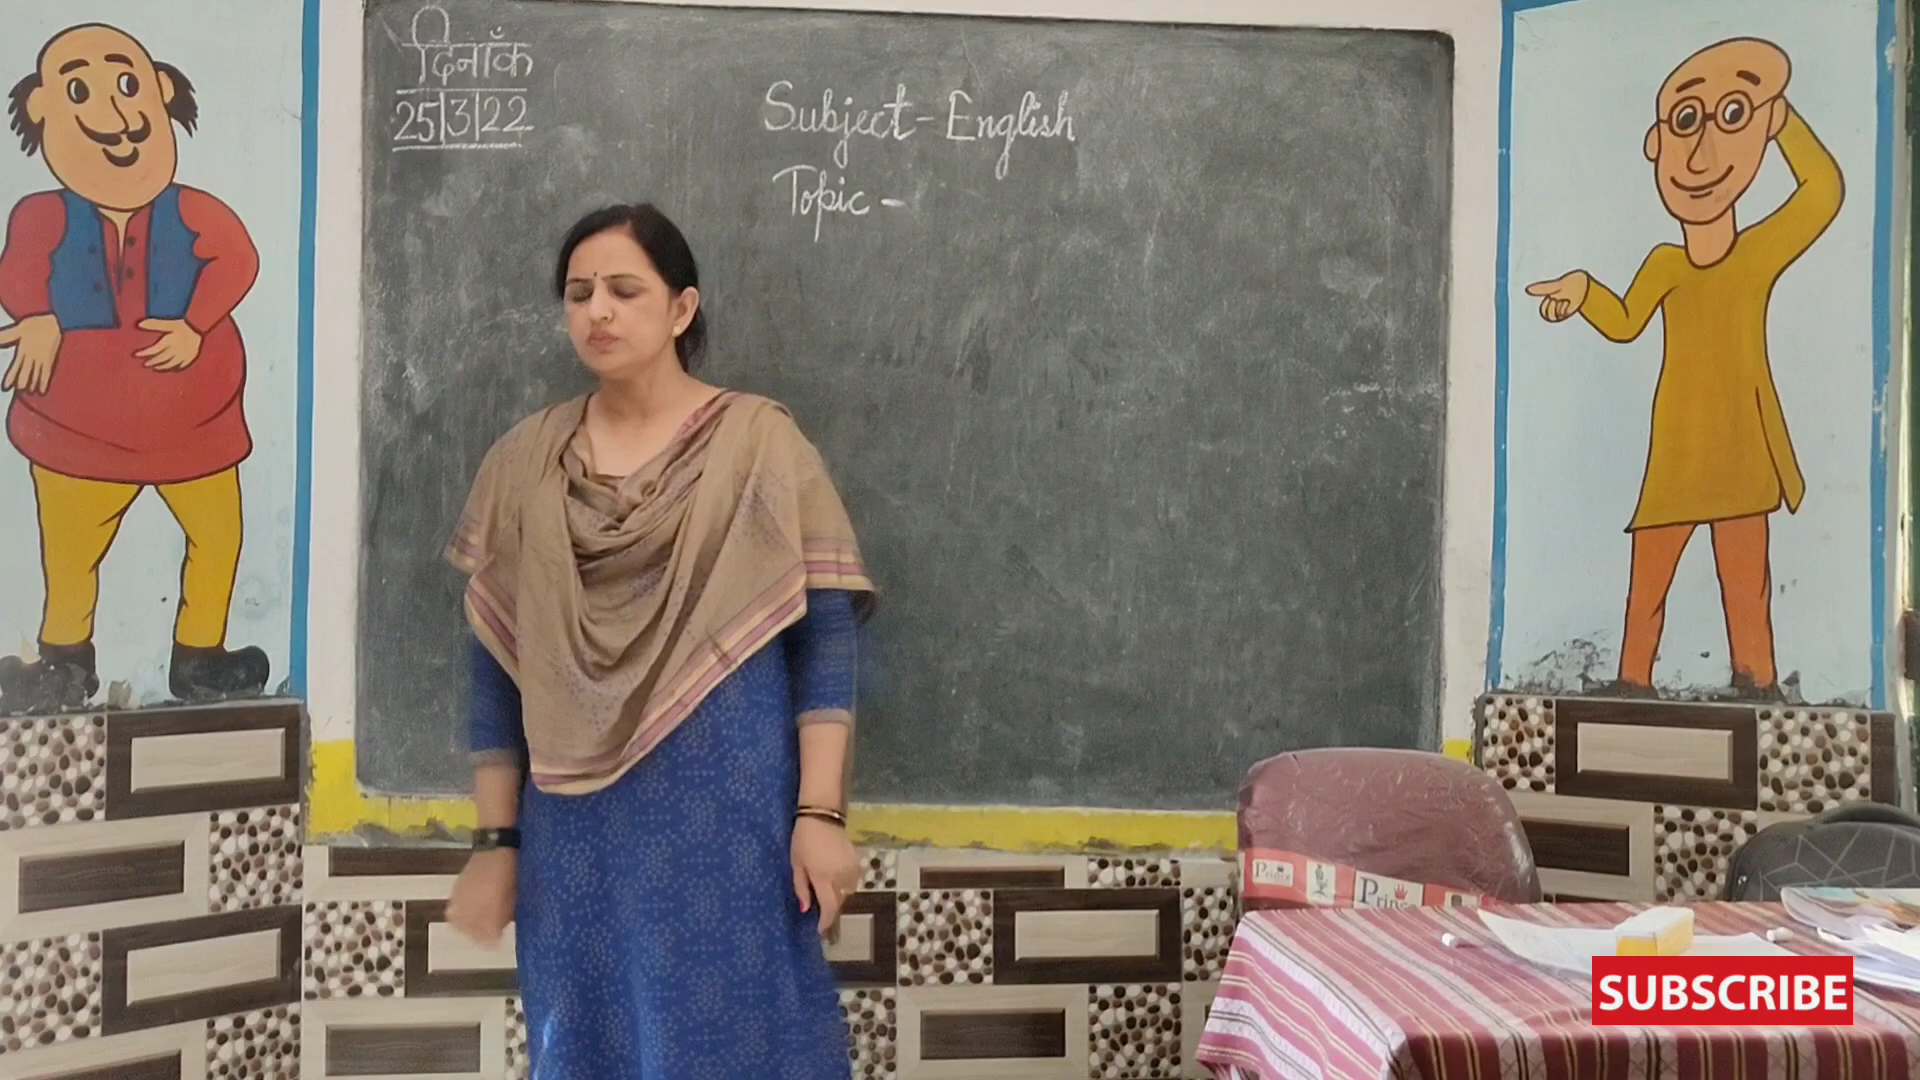 दिनाँक
25|3|22
Subject - English
Topic -
Prince
Prince
SUBSCRIBE